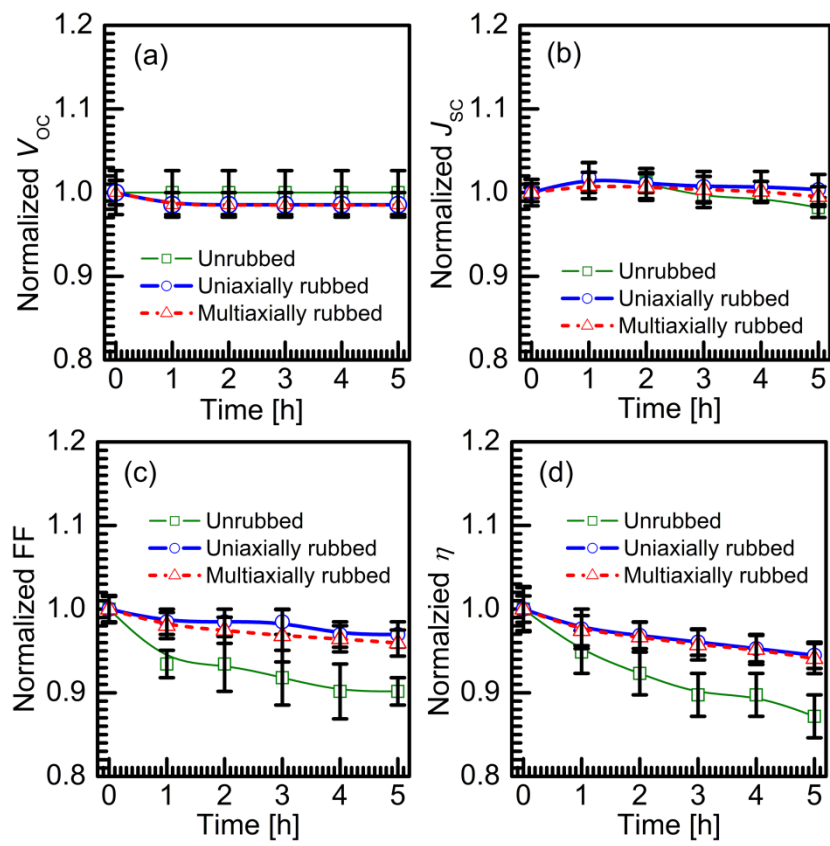 (a)
Normalized V_OC
1.2
1.1
1.0
0.9
0.8
Unrubbed
Uniaxially rubbed
Multiaxially rubbed
0 1 2 3 4 5
Time [h]
(b)
Normalized J_SC
1.2
1.1
1.0
0.9
0.8
Unrubbed
Uniaxially rubbed
Multiaxially rubbed
0 1 2 3 4 5
Time [h]
(c)
Normalized FF
1.2
1.1
1.0
0.9
0.8
Unrubbed
Uniaxially rubbed
Multiaxially rubbed
0 1 2 3 4 5
Time [h]
(d)
Normalzied η
1.2
1.1
1.0
0.9
0.8
Unrubbed
Uniaxially rubbed
Multiaxially rubbed
0 1 2 3 4 5
Time [h]